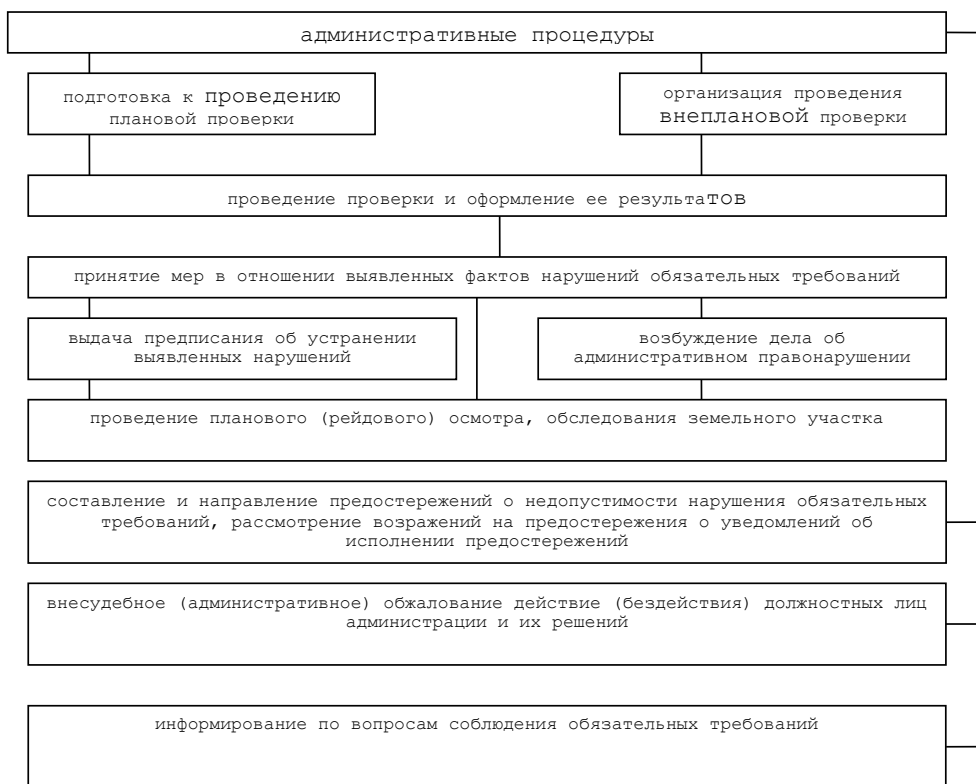 административные процедуры
подготовка к проведению
плановой проверки
организация проведения
внеплановой проверки
проведение проверки и оформление ее результаТОВ
принятие мер в отношении выявленных фактов нарушений обязательных требований
выдача предписания об устранении
выявленных нарушений
возбуждение дела об
административном правонарушении
проведение планового (рейдового) осмотра, обследования земельного участка
составление и направление предостережений о недопустимости нарушения обязательных
требований, рассмотрение возражений на предостережения о уведомлений об
исполнении предостережений
внесудебное (административное) обжалование действие (бездействия) должностных лиц
администрации и их решений
информирование по вопросам соблюдения обязательных требований